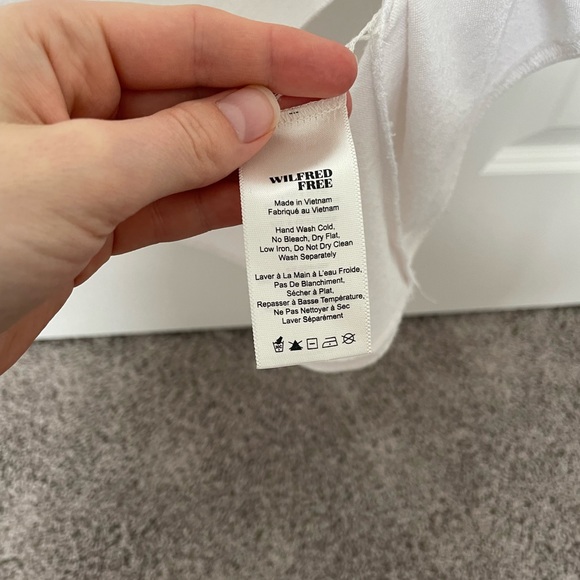 WILFRED
FREE
Made in Vietnam
Fabriqué au Vietnam
Hand Wash Cold,
No Bleach, Dry Flat,
Low Iron, Do Not Dry Clean
Wash Separately
Laver à La Main à L'eau Froide,
Pas De Blanchiment,
Sécher à Plat,
Repasser à Basse Température,
Ne Pas Nettoyer à Sec
Laver Séparément